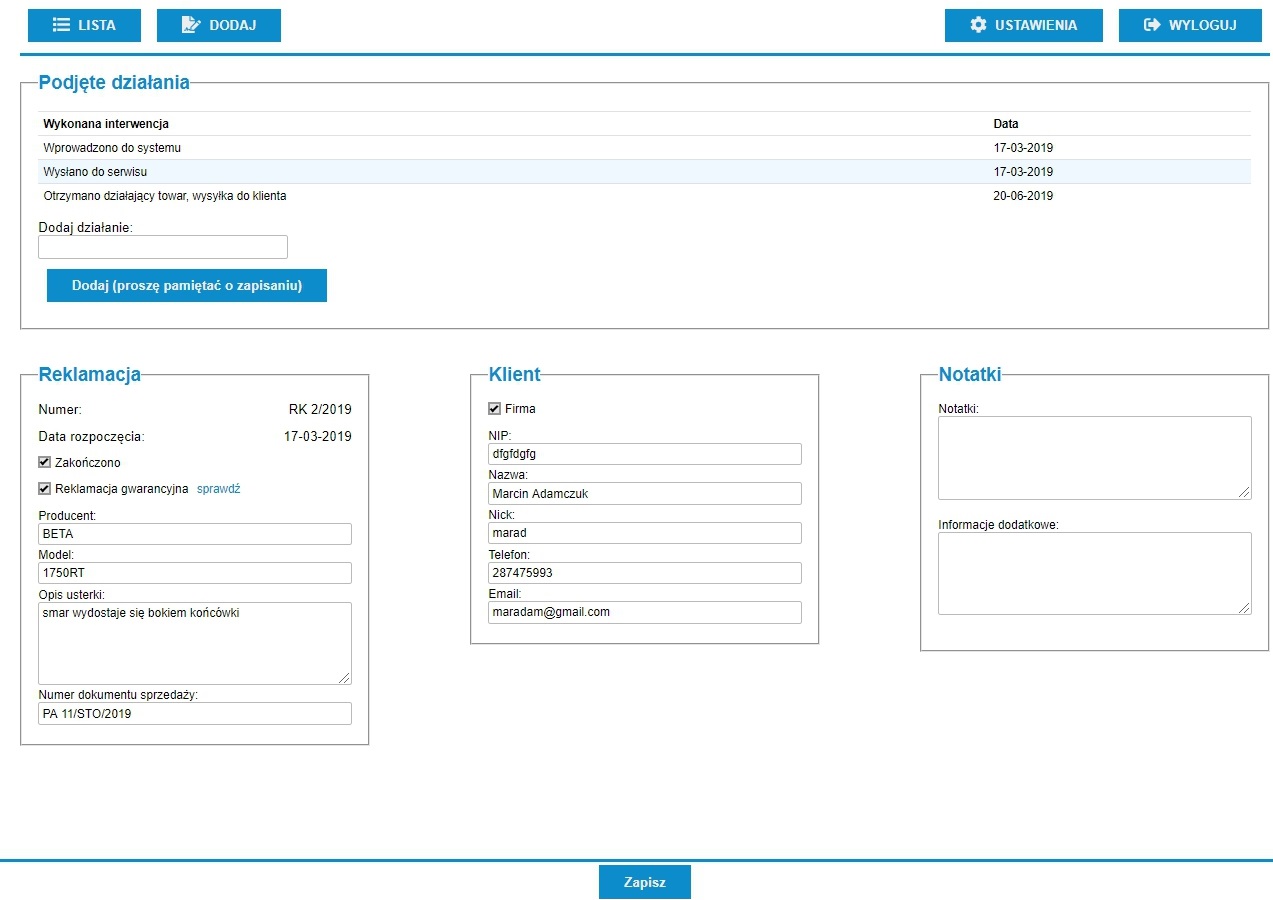 LISTA
DODAJ
USTAWIENIA
WYLOGUJ
Podjęte działania
Wykonana interwencja Data
Wprowadzono do systemu 17-03-2019
Wysłano do serwisu 17-03-2019
Otrzymano działający towar, wysyłka do klienta 20-06-2019
Dodaj działanie:
Dodaj (proszę pamiętać o zapisaniu)
Reklamacja
Numer: RK 2/2019
Data rozpoczęcia: 17-03-2019
Zakończono
Reklamacja gwarancyjna sprawdź
Producent:
BETA
Model:
1750RT
Opis usterki:
smar wydostaje się bokiem końcówki
Numer dokumentu sprzedaży:
PA 11/STO/2019
Klient
Firma
NIP:
dfgfdgfg
Nazwa:
Marcin Adamczuk
Nick:
marad
Telefon:
287475993
Email:
maradam@gmail.com
Notatki
Notatki:
Informacje dodatkowe:
Zapisz